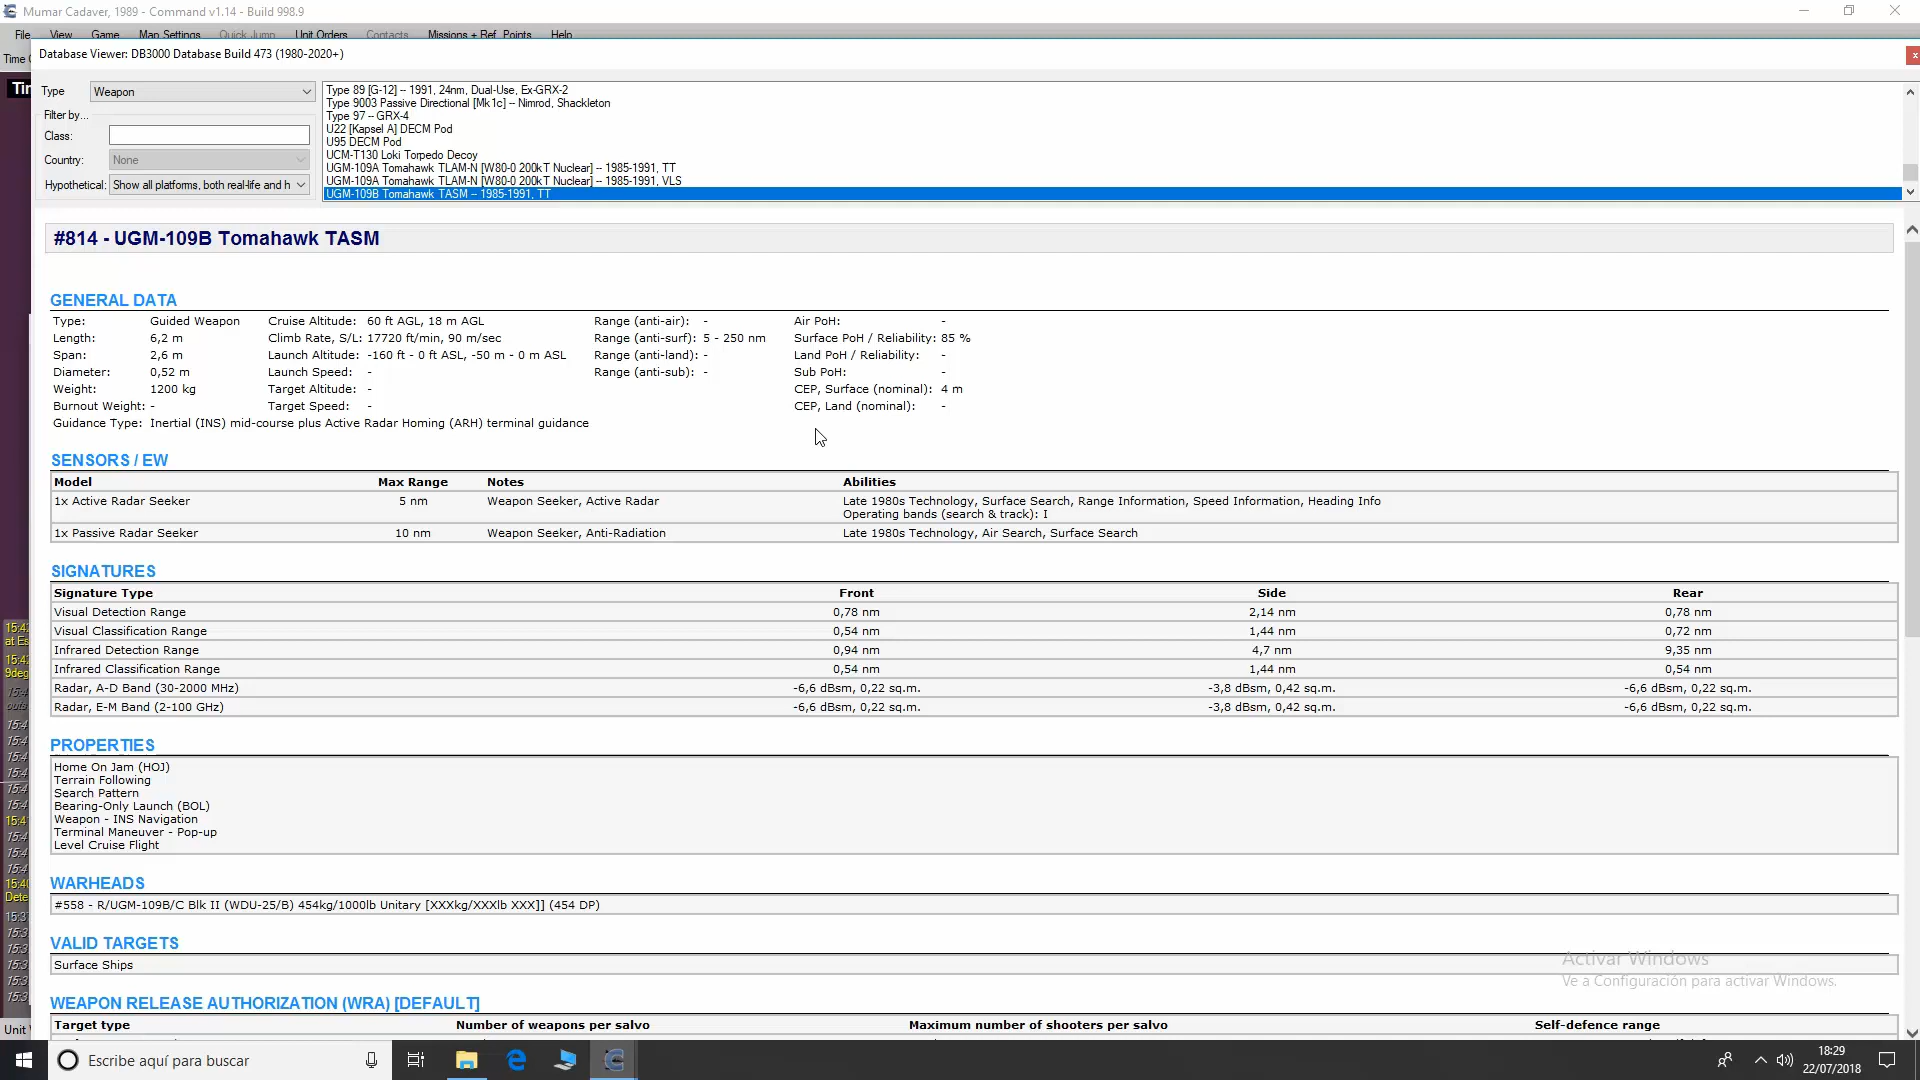 Mumar Cadaver, 1989 - Command v1.14 - Build 998.9
File View Game Map Settings Quick Jump Unit Orders Contacts Missions + Ref. Points Help
Database Viewer: DB3000 Database Build 473 (1980-2020+)
Time
Type Weapon
Filter by...
Class:
Country: None
Hypothetical: Show all platforms, both real-life and h
Type 89 [G-12] -- 1991, 24nm, Dual-Use, Ex-GRX-2
Type 9003 Passive Directional [Mk1c] -- Nimrod, Shackleton
Type 97 -- GRX-4
U22 [Kapsel A] DECM Pod
U95 DECM Pod
UCM-T130 Loki Torpedo Decoy
UGM-109A Tomahawk TLAM-N [W80-0 200kT Nuclear] -- 1985-1991, TT
UGM-109A Tomahawk TLAM-N [W80-0 200kT Nuclear] -- 1985-1991, VLS
UGM-109B Tomahawk TASM -- 1985-1991, TT
#814 - UGM-109B Tomahawk TASM
GENERAL DATA
Type: Guided Weapon Cruise Altitude: 60 ft AGL, 18 m AGL Range (anti-air): - Air PoH: -
Length: 6,2 m Climb Rate, S/L: 17720 ft/min, 90 m/sec Range (anti-surf): 5 - 250 nm Surface PoH / Reliability: 85 %
Span: 2,6 m Launch Altitude: -160 ft - 0 ft ASL, -50 m - 0 m ASL Range (anti-land): - Land PoH / Reliability: -
Diameter: 0,52 m Launch Speed: - Range (anti-sub): - Sub PoH: -
Weight: 1200 kg Target Altitude: - CEP, Surface (nominal): 4 m
Burnout Weight: - Target Speed: - CEP, Land (nominal): -
Guidance Type: Inertial (INS) mid-course plus Active Radar Homing (ARH) terminal guidance
SENSORS / EW
Model Max Range Notes Abilities
1x Active Radar Seeker 5 nm Weapon Seeker, Active Radar Late 1980s Technology, Surface Search, Range Information, Speed Information, Heading Info
Operating bands (search & track): I
1x Passive Radar Seeker 10 nm Weapon Seeker, Anti-Radiation Late 1980s Technology, Air Search, Surface Search
SIGNATURES
Signature Type Front Side Rear
Visual Detection Range 0,78 nm 2,14 nm 0,78 nm
Visual Classification Range 0,54 nm 1,44 nm 0,72 nm
Infrared Detection Range 0,94 nm 4,7 nm 9,35 nm
Infrared Classification Range 0,54 nm 1,44 nm 0,54 nm
Radar, A-D Band (30-2000 MHz) -6,6 dBsm, 0,22 sq.m. -3,8 dBsm, 0,42 sq.m. -6,6 dBsm, 0,22 sq.m.
Radar, E-M Band (2-100 GHz) -6,6 dBsm, 0,22 sq.m. -3,8 dBsm, 0,42 sq.m. -6,6 dBsm, 0,22 sq.m.
PROPERTIES
Home On Jam (HOJ)
Terrain Following
Search Pattern
Bearing-Only Launch (BOL)
Weapon - INS Navigation
Terminal Maneuver - Pop-up
Level Cruise Flight
WARHEADS
#558 - R/UGM-109B/C Blk II (WDU-25/B) 454kg/1000lb Unitary [XXXkg/XXXlb XXX]] (454 DP)
VALID TARGETS
Surface Ships
Activar Windows
Ve a Configuración para activar Windows.
WEAPON RELEASE AUTHORIZATION (WRA) [DEFAULT]
Target type Number of weapons per salvo Maximum number of shooters per salvo Self-defence range
Unit
Escribe aquí para buscar
18:29
22/07/2018